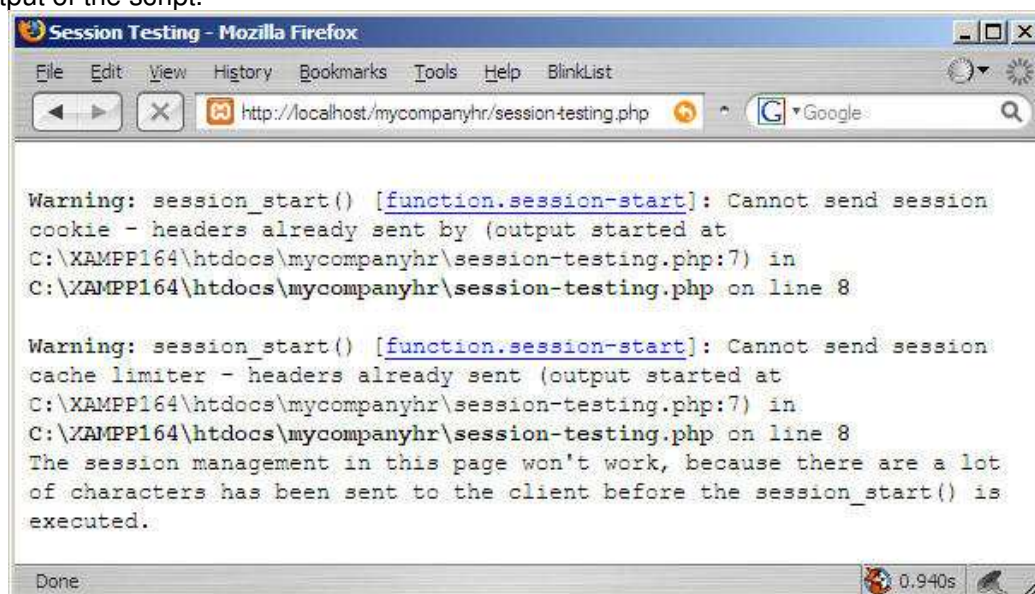 tput of the script.
Session Testing - Mozilla Firefox
File Edit View History Bookmarks Tools Help BlinkList
http://localhost/mycompanyhr/session-testing.php G Google
Warning: session_start() [function.session-start]: Cannot send session
cookie - headers already sent by (output started at
C:\XAMPP164\htdocs\mycompanyhr\session-testing.php:7) in
C:\XAMPP164\htdocs\mycompanyhr\session-testing.php on line 8
Warning: session_start() [function.session-start]: Cannot send session
cache limiter - headers already sent (output started at
C:\XAMPP164\htdocs\mycompanyhr\session-testing.php:7) in
C:\XAMPP164\htdocs\mycompanyhr\session-testing.php on line 8
The session management in this page won't work, because there are a lot
of characters has been sent to the client before the session_start() is
executed.
Done 0.940s